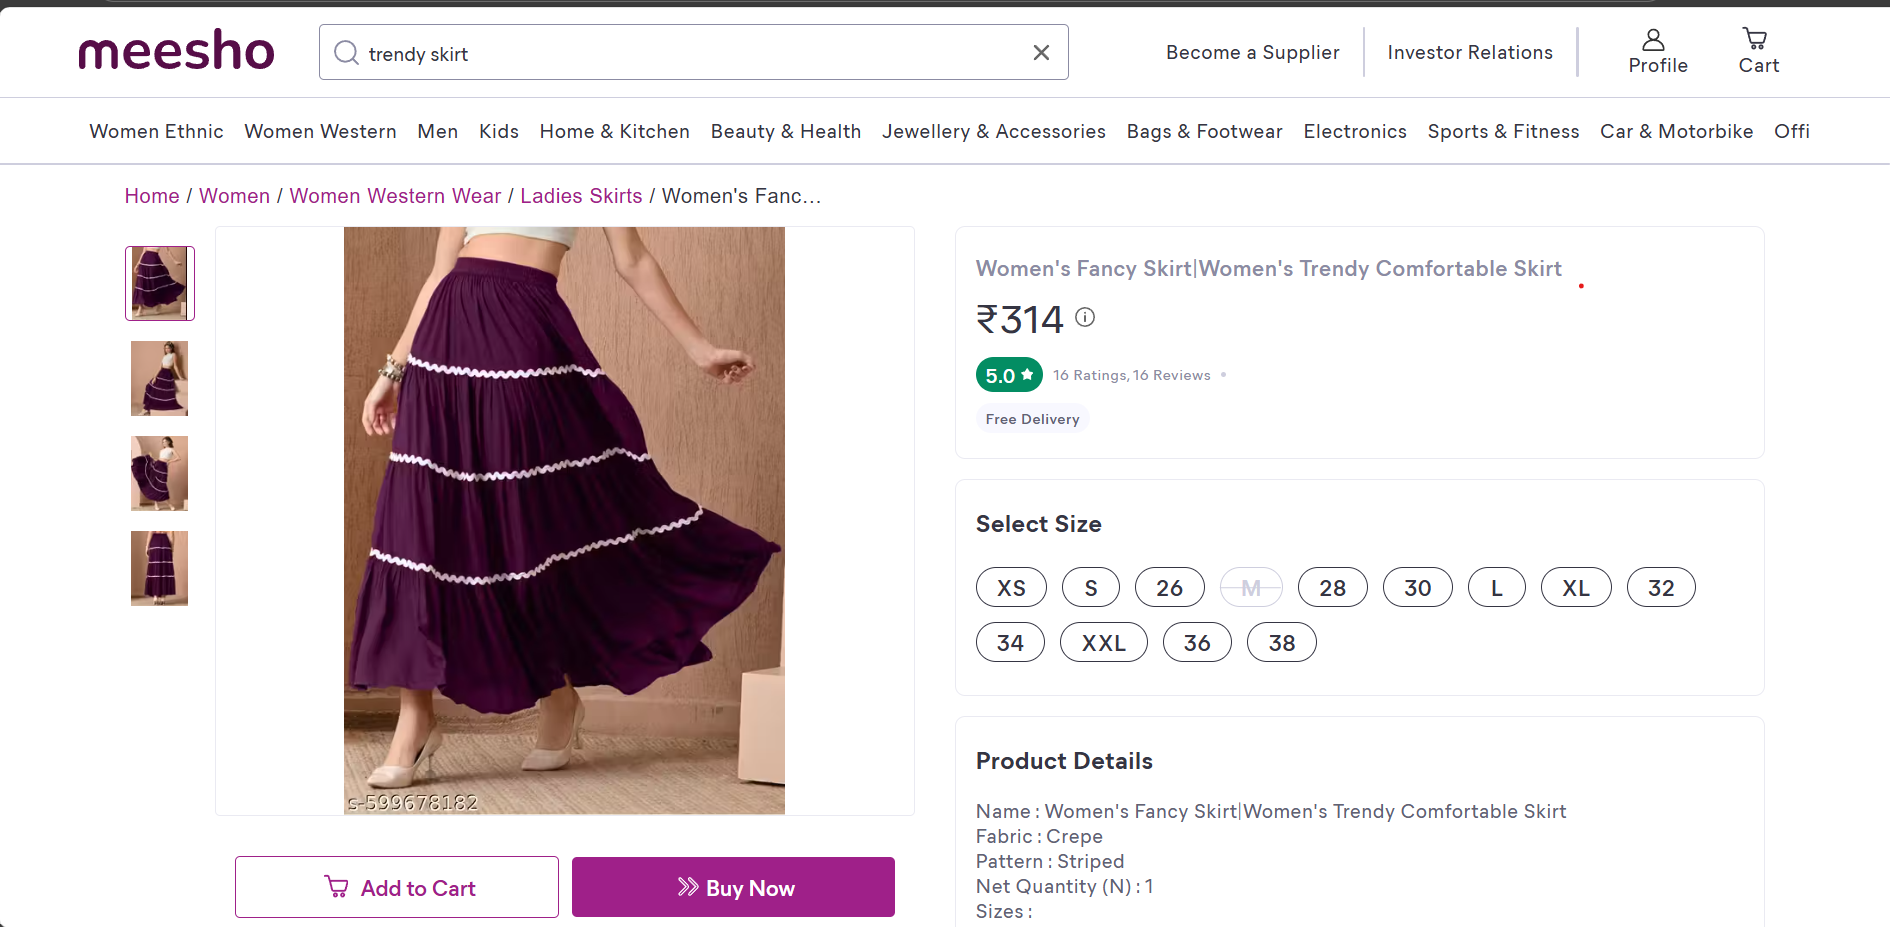 meesho
trendy skirt
Become a Supplier
Investor Relations
Profile
Cart
Women Ethnic Women Western Men Kids Home & Kitchen Beauty & Health Jewellery & Accessories Bags & Footwear Electronics Sports & Fitness Car & Motorbike Offi
Home / Women / Women Western Wear / Ladies Skirts / Women's Fanc...
s-599678182
Add to Cart
Buy Now
Women's Fancy Skirt|Women's Trendy Comfortable Skirt
₹314
5.0 ★ 16 Ratings, 16 Reviews
Free Delivery
Select Size
XS S 26 M 28 30 L XL 32
34 XXL 36 38
Product Details
Name : Women's Fancy Skirt|Women's Trendy Comfortable Skirt
Fabric : Crepe
Pattern : Striped
Net Quantity (N) : 1
Sizes :